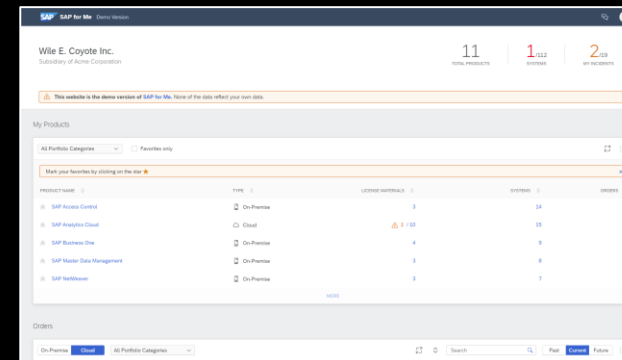 SAP SAP for Me Demo Version
Wile E. Coyote Inc.
Subsidiary of Acme Corporation
11
TOTAL PRODUCTS
1/113
SYSTEMS
2/19
MY INCIDENTS
This website is the demo version of SAP for Me. None of the data reflect your own data.
My Products
All Portfolio Categories Favorites only
Mark your favorites by clicking on the star
PRODUCT NAME TYPE LICENSE MATERIALS SYSTEMS ORDERS
SAP Access Control On-Premise 3 14
SAP Analytics Cloud Cloud 3 / 10 15
SAP Business One On-Premise 4 9
SAP Master Data Management On-Premise 3 8
SAP NetWeaver On-Premise 3 7
MORE
Orders
On-Premise Cloud All Portfolio Categories Search Past Current Future